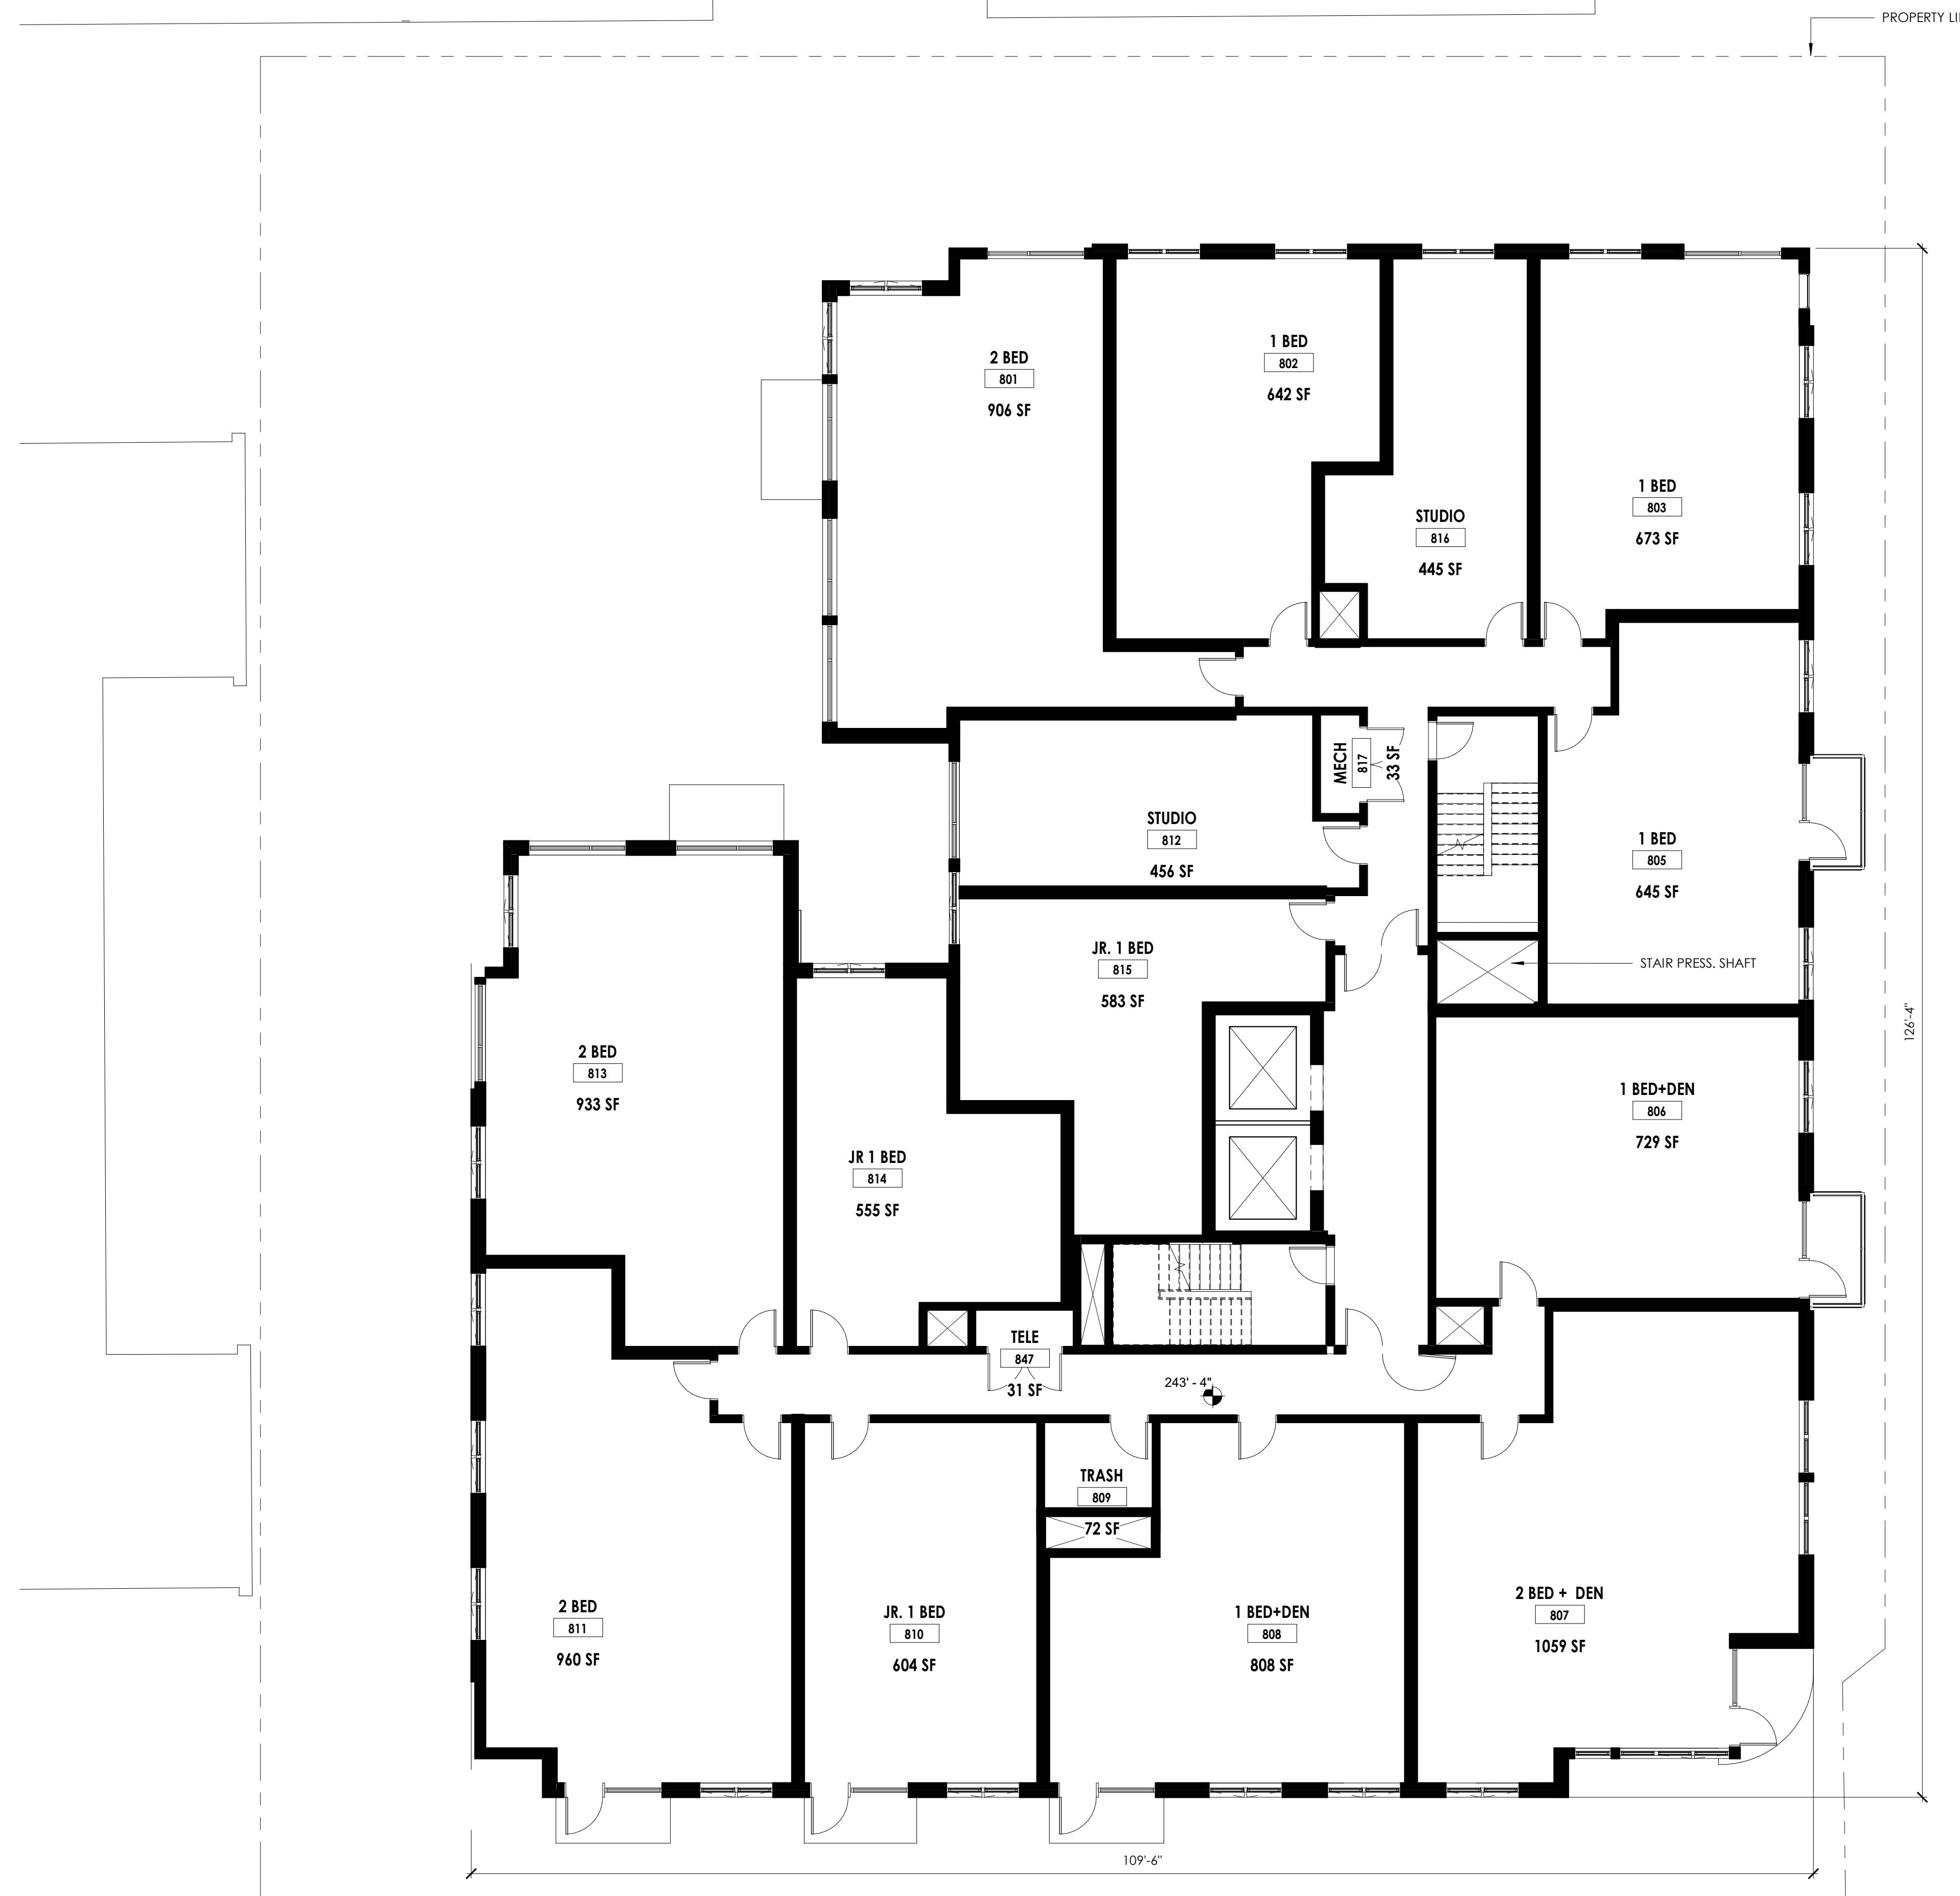 PROPERTY LI
2 BED
801
906 SF
1 BED
802
642 SF
STUDIO
816
445 SF
1 BED
803
673 SF
MECH
817
33 SF
STUDIO
812
456 SF
1 BED
805
645 SF
JR. 1 BED
815
583 SF
STAIR PRESS. SHAFT
126'-4"
2 BED
813
933 SF
1 BED+DEN
806
729 SF
JR 1 BED
814
555 SF
TELE
847
31 SF
243' - 4"
TRASH
809
72 SF
2 BED
811
960 SF
JR. 1 BED
810
604 SF
1 BED+DEN
808
808 SF
2 BED + DEN
807
1059 SF
109'-6"